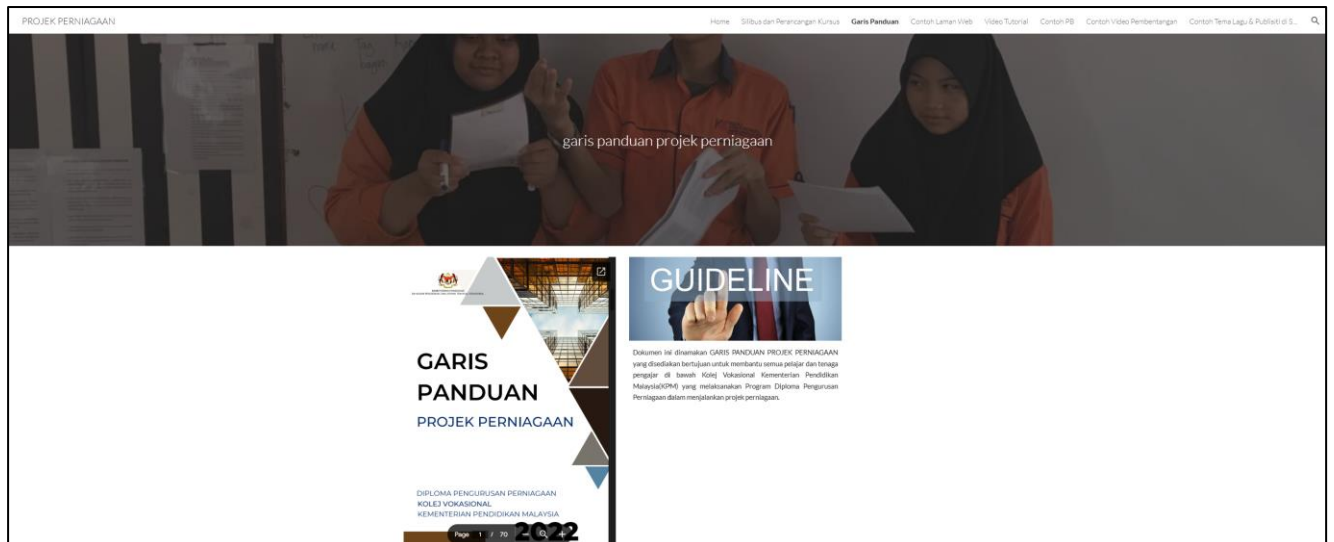 PROJEK PERNIAGAAN
Home Silibus dan Perancangan Kursus Garis Panduan Contoh Laman Web Video Tutorial Contoh PB Contoh Video Pembentangan Contoh Tema Lagu & Publisiti di S...
garis panduan projek perniagaan
GARIS
PANDUAN
PROJEK PERNIAGAAN
DIPLOMA PENGURUSAN PERNIAGAAN
KOLEJ VOKASIONAL
KEMENTERIAN PENDIDIKAN MALAYSIA
2022
Page 1 / 70
GUIDELINE
Dokumen ini dinamakan GARIS PANDUAN PROJEK PERNIAGAAN
yang disediakan bertujuan untuk membantu semua pelajar dan tenaga
pengajar di bawah Kolej Vokasional Kementerian Pendidikan
Malaysia(KPM) yang melaksanakan Program Diploma Pengurusan
Perniagaan dalam menjalankan projek perniagaan.